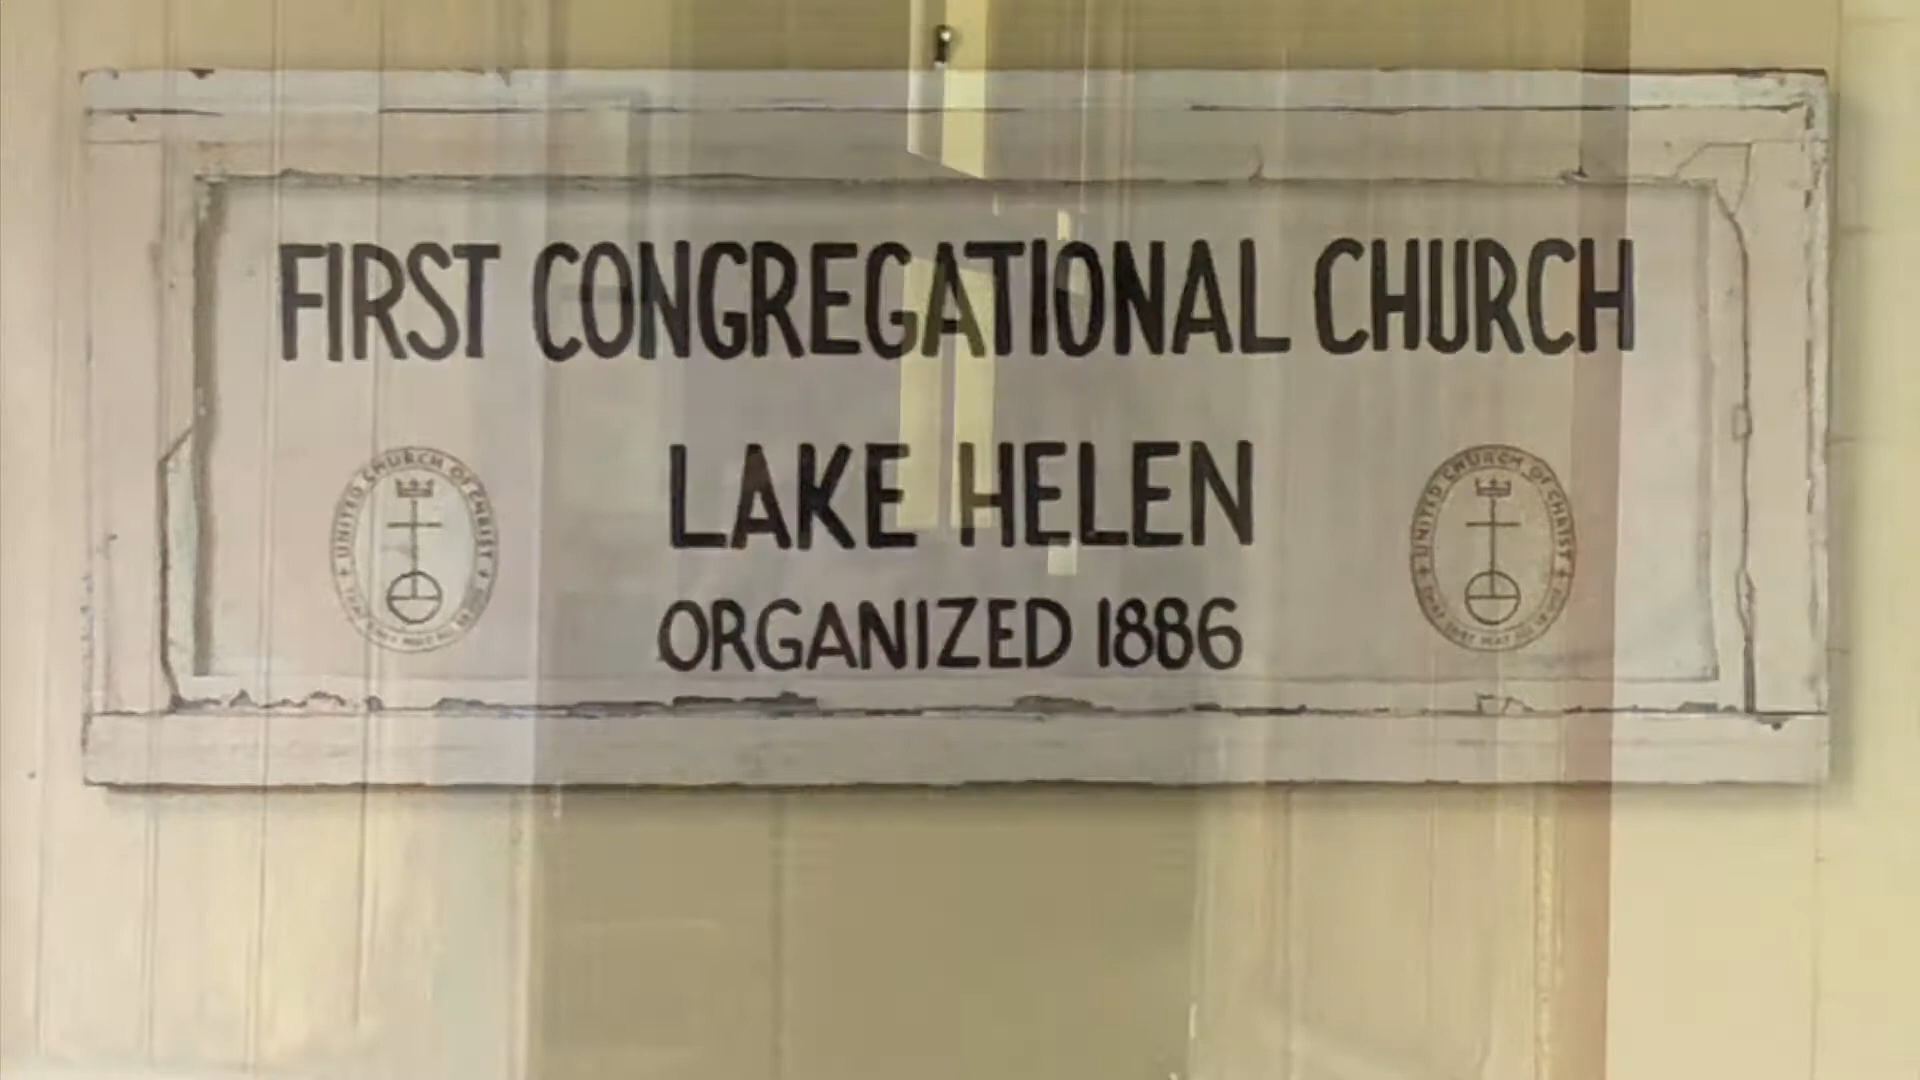 FIRST CONGREGATIONAL CHURCH
LAKE HELEN
ORGANIZED 1886
UNITED CHURCH OF CHRIST
UNITED CHURCH OF CHRIST